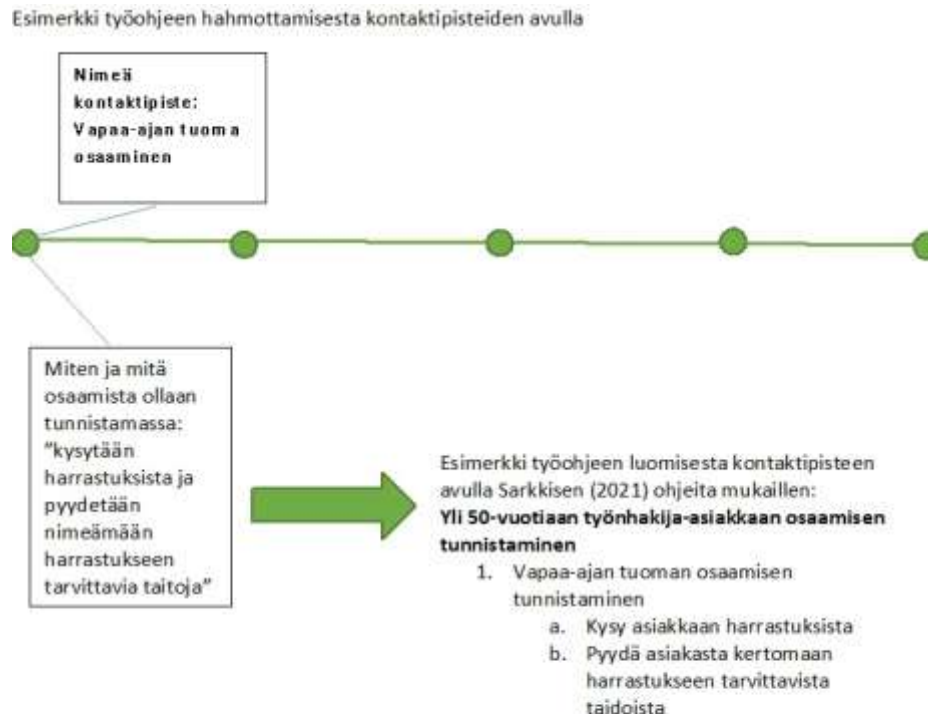 Esimerkki työohjeen hahmottamisesta kontaktipisteiden avulla
Nimeä
kontaktipiste:
Vapaa-ajan tuoma
osaaminen
Miten ja mitä
osaamista ollaan
tunnistamassa:
"kysytään
harrastuksista ja
pyydetään
nimeämään
harrastukseen
tarvittavia taitoja"
Esimerkki työohjeen luomisesta kontaktipisteen
avulla Sarkkisen (2021) ohjeita mukaillen:
Yli 50-vuotiaan työnhakija-asiakkaan osaamisen
tunnistaminen
1. Vapaa-ajan tuoman osaamisen
tunnistaminen
a. Kysy asiakkaan harrastuksista
b. Pyydä asiakasta kertomaan
harrastukseen tarvittavista
taidoista